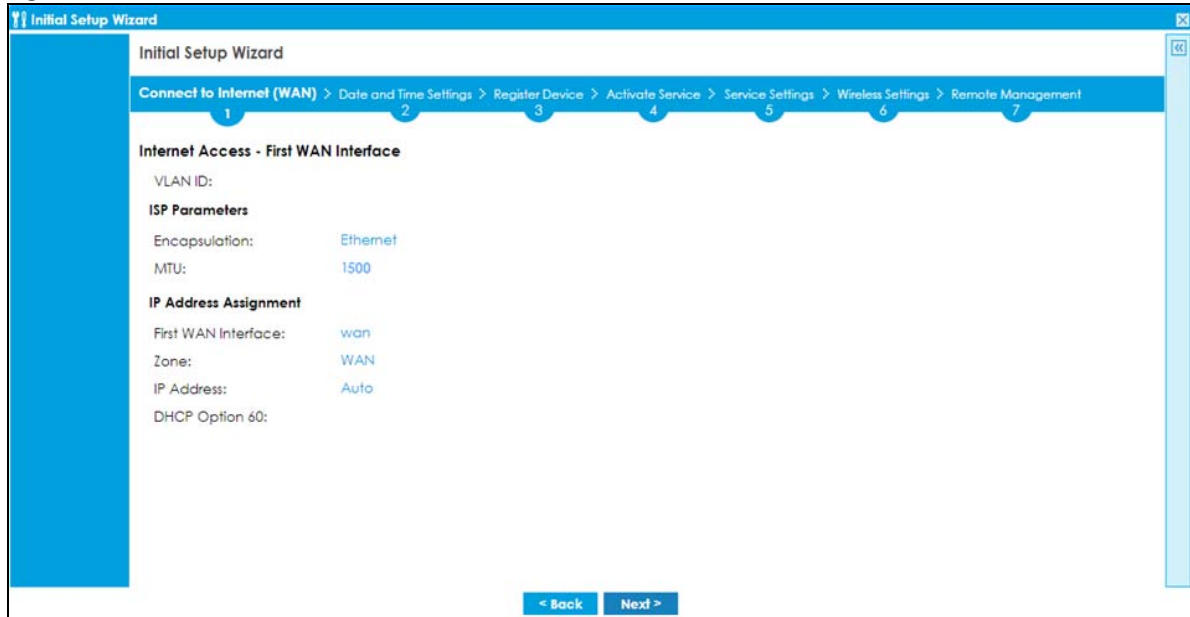 Initial Setup Wizard
Initial Setup Wizard
Connect to Internet (WAN) > Date and Time Settings > Register Device > Activate Service > Service Settings > Wireless Settings > Remote Management
1 2 3 4 5 6 7
Internet Access - First WAN Interface
VLAN ID:
ISP Parameters
Encapsulation: Ethernet
MTU: 1500
IP Address Assignment
First WAN Interface: wan
Zone: WAN
IP Address: Auto
DHCP Option 60:
< Back Next >